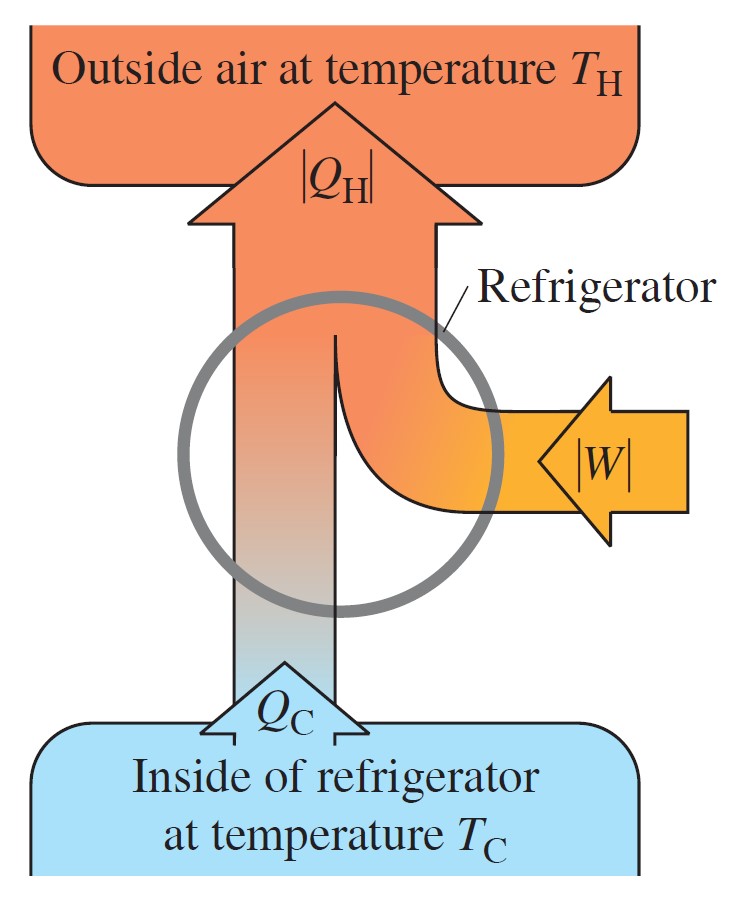 Outside air at temperature T_H
|Q_H|
Refrigerator
|W|
Q_C
Inside of refrigerator
at temperature T_C